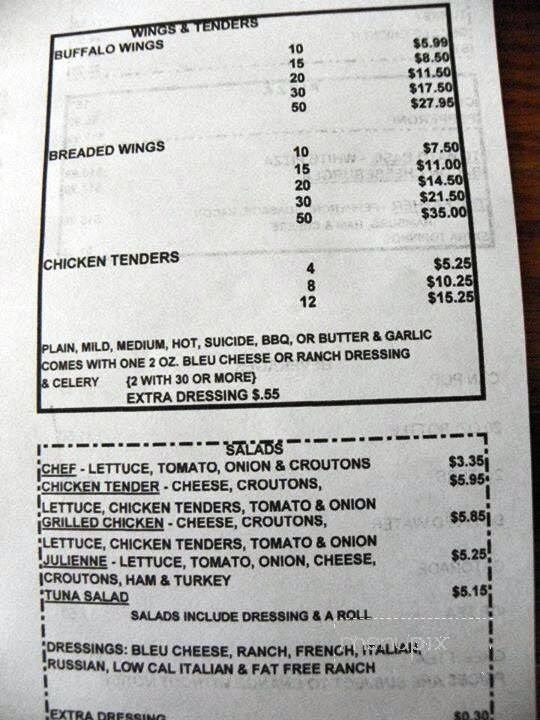 WINGS & TENDERS
BUFFALO WINGS 10 $5.99
15 $8.50
20 $11.50
30 $17.50
50 $27.95
BREADED WINGS 10 $7.50
15 $11.00
20 $14.50
30 $21.50
50 $35.00
CHICKEN TENDERS 4 $5.25
8 $10.25
12 $15.25
PLAIN, MILD, MEDIUM, HOT, SUICIDE, BBQ, OR BUTTER & GARLIC
COMES WITH ONE 2 OZ. BLEU CHEESE OR RANCH DRESSING
& CELERY {2 WITH 30 OR MORE}
EXTRA DRESSING $.55
SALADS
CHEF - LETTUCE, TOMATO, ONION & CROUTONS $3.35
CHICKEN TENDER - CHEESE, CROUTONS, $5.95
LETTUCE, CHICKEN TENDERS, TOMATO & ONION
GRILLED CHICKEN - CHEESE, CROUTONS, $5.85
LETTUCE, CHICKEN TENDERS, TOMATO & ONION
JULIENNE - LETTUCE, TOMATO, ONION, CHEESE, $5.25
CROUTONS, HAM & TURKEY
TUNA SALAD $5.15
SALADS INCLUDE DRESSING & A ROLL
menupix
DRESSINGS: BLEU CHEESE, RANCH, FRENCH, ITALIAN,
RUSSIAN, LOW CAL ITALIAN & FAT FREE RANCH
EXTRA DRESSING $0.30